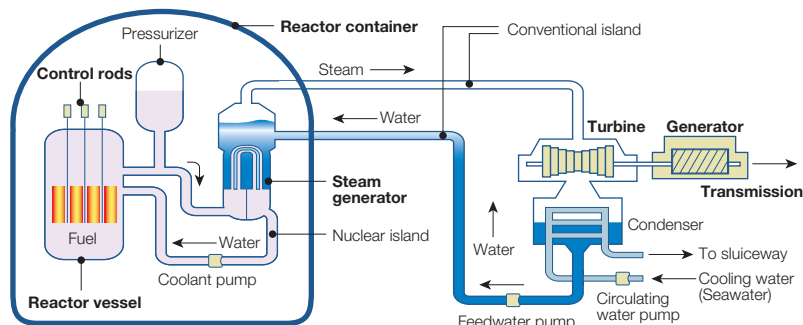 Reactor container
Conventional island
Pressurizer
Control rods
Steam
Water
Turbine
Generator
Steam
generator
Transmission
Condenser
Fuel
Water
Nuclear island
Water
To sluiceway
Coolant pump
Cooling water
(Seawater)
Reactor vessel
Circulating
water pump
Feedwater pump